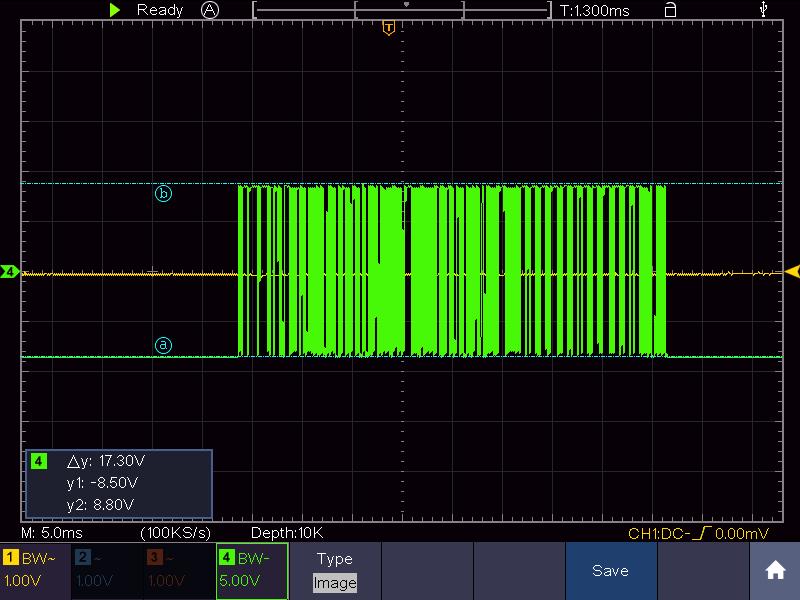 Ready A T:1.300ms
T
b
4
a
4 △y: 17.30V
y1: -8.50V
y2: 8.80V
M: 5.0ms (100KS/s) Depth:10K CH1:DC- 0.00mV
1 BW~ 2 ~ 3 ~ 4 BW- Type
1.00V 1.00V 1.00V 5.00V Image Save